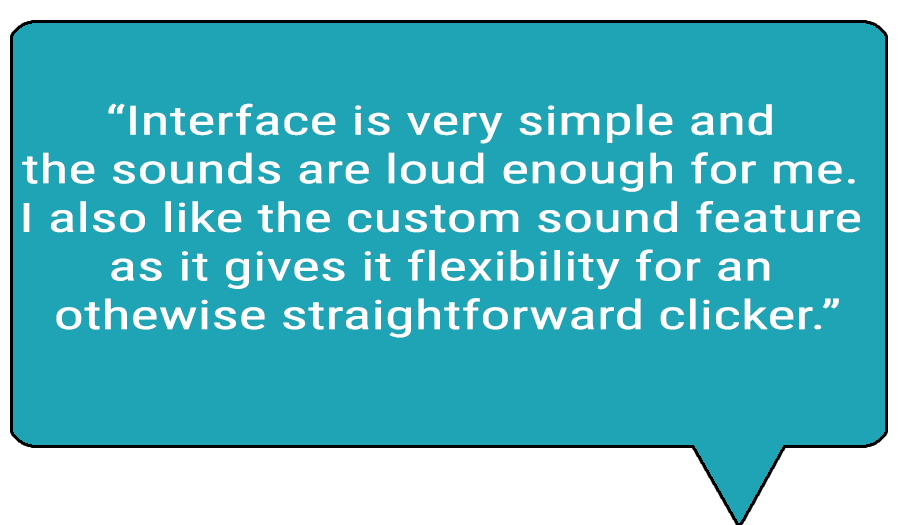 “Interface is very simple and
the sounds are loud enough for me.
I also like the custom sound feature
as it gives it flexibility for an
othewise straightforward clicker.”